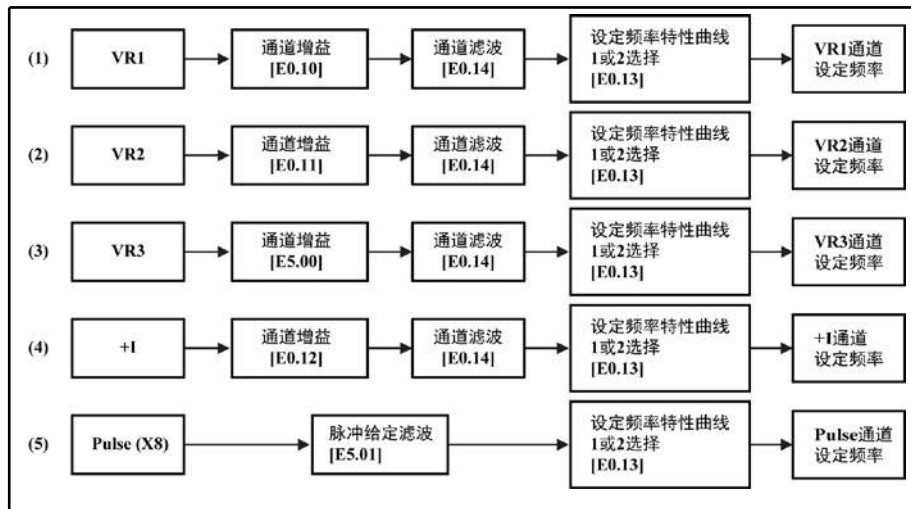 (1)
VR1
通道增益
[E0.10]
通道滤波
[E0.14]
设定频率特性曲线
1或2选择
[E0.13]
VR1通道
设定频率
(2)
VR2
通道增益
[E0.11]
通道滤波
[E0.14]
设定频率特性曲线
1或2选择
[E0.13]
VR2通道
设定频率
(3)
VR3
通道增益
[E5.00]
通道滤波
[E0.14]
设定频率特性曲线
1或2选择
[E0.13]
VR3通道
设定频率
(4)
+I
通道增益
[E0.12]
通道滤波
[E0.14]
设定频率特性曲线
1或2选择
[E0.13]
+I通道
设定频率
(5)
Pulse (X8)
脉冲给定滤波
[E5.01]
设定频率特性曲线
1或2选择
[E0.13]
Pulse通道
设定频率